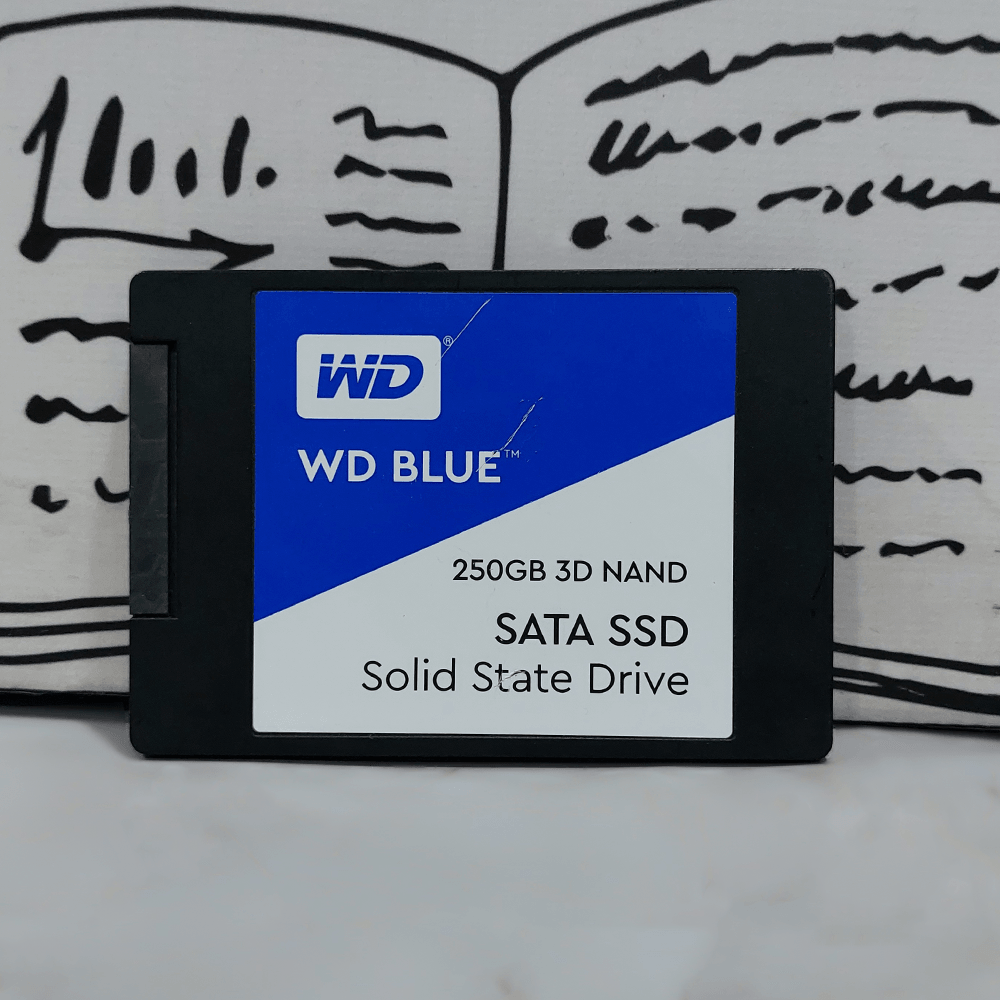 WD®
WD BLUE™
250GB 3D NAND
SATA SSD
Solid State Drive